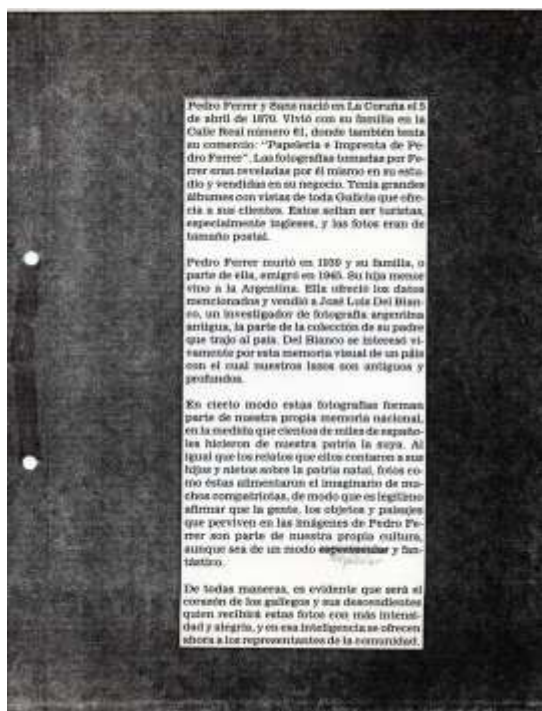 Pedro Ferrer y Sans nació en La Coruña el 5
de abril de 1870. Vivió con su familia en la
Calle Real número 61, donde también tenía
su comercio: "Papelería e Imprenta de Pe-
dro Ferrer". Las fotografías tomadas por Fe-
rrer eran reveladas por él mismo en su estu-
dio y vendidas en su negocio. Tenía grandes
álbumes con vistas de toda Galicia que ofre-
cía a sus clientes. Estos solían ser turistas,
especialmente ingleses, y las fotos eran de
tamaño postal.
Pedro Ferrer murió en 1939 y su familia, o
parte de ella, emigró en 1945. Su hija menor
vino a la Argentina. Ella ofreció los datos
mencionados y vendió a José Luis Del Blan-
co, un investigador de fotografía argentina
antigua, la parte de la colección de su padre
que trajo al país. Del Blanco se interesó vi-
vamente por esta memoria visual de un país
con el cual nuestros lazos son antiguos y
profundos.
En cierto modo estas fotografías forman
parte de nuestra propia memoria nacional,
en la medida que cientos de miles de españo-
les hicieron de nuestra patria la suya. Al
igual que los relatos que ellos contaron a sus
hijos y nietos sobre la patria natal, fotos co-
mo éstas alimentaron el imaginario de mu-
chos compatriotas, de modo que es legítimo
afirmar que la gente, los objetos y paisajes
que perviven en las imágenes de Pedro Fe-
rrer son parte de nuestra propia cultura,
aunque sea de un modo y fan-
tástico.
De todas maneras, es evidente que será el
corazón de los gallegos y sus descendientes
quien recibirá estas fotos con más intensi-
dad y alegría, y en esa inteligencia se ofrecen
ahora a los representantes de la comunidad.